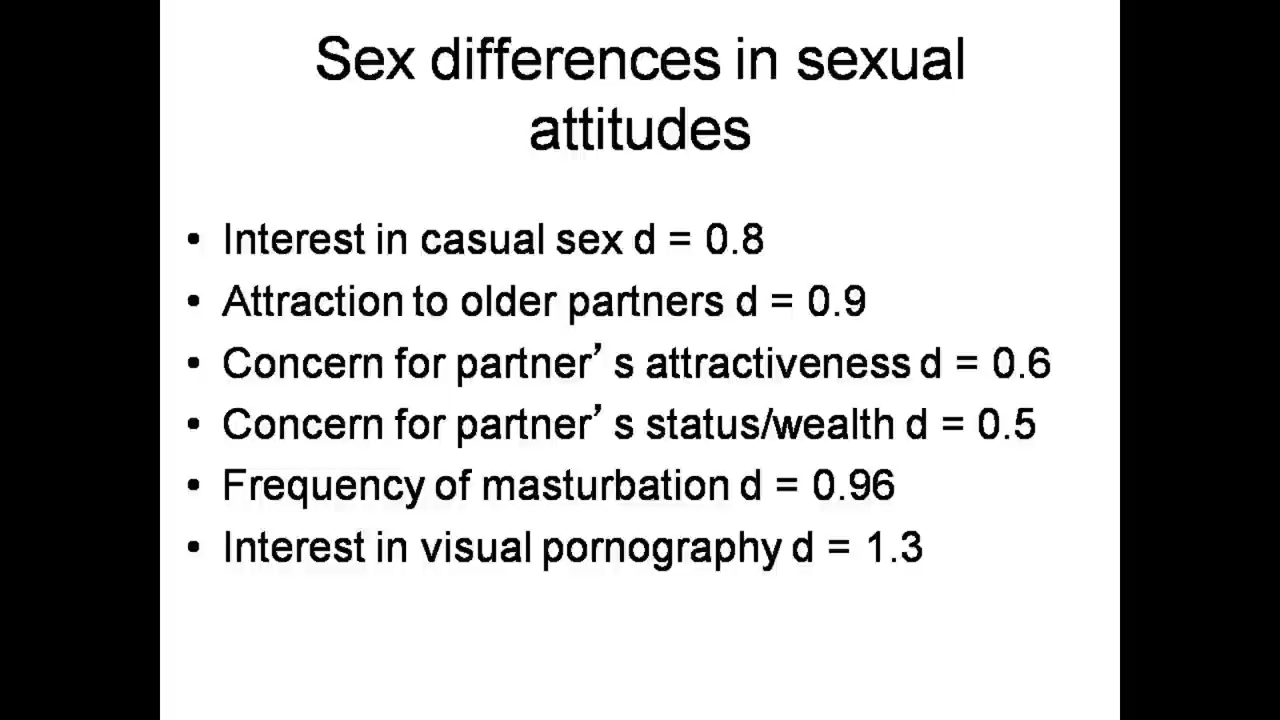 Sex differences in sexual
attitudes
• Interest in casual sex d = 0.8
• Attraction to older partners d = 0.9
• Concern for partner’s attractiveness d = 0.6
• Concern for partner’s status/wealth d = 0.5
• Frequency of masturbation d = 0.96
• Interest in visual pornography d = 1.3